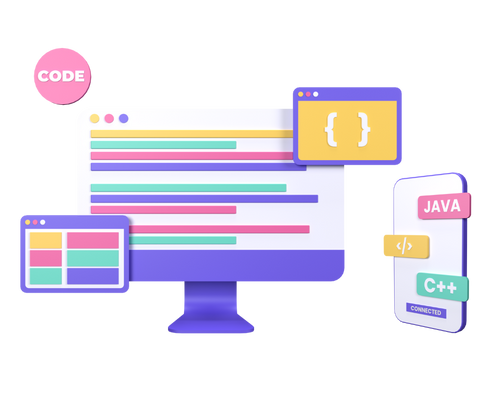 CODE
{ }
JAVA
</>
C++
CONNECTED